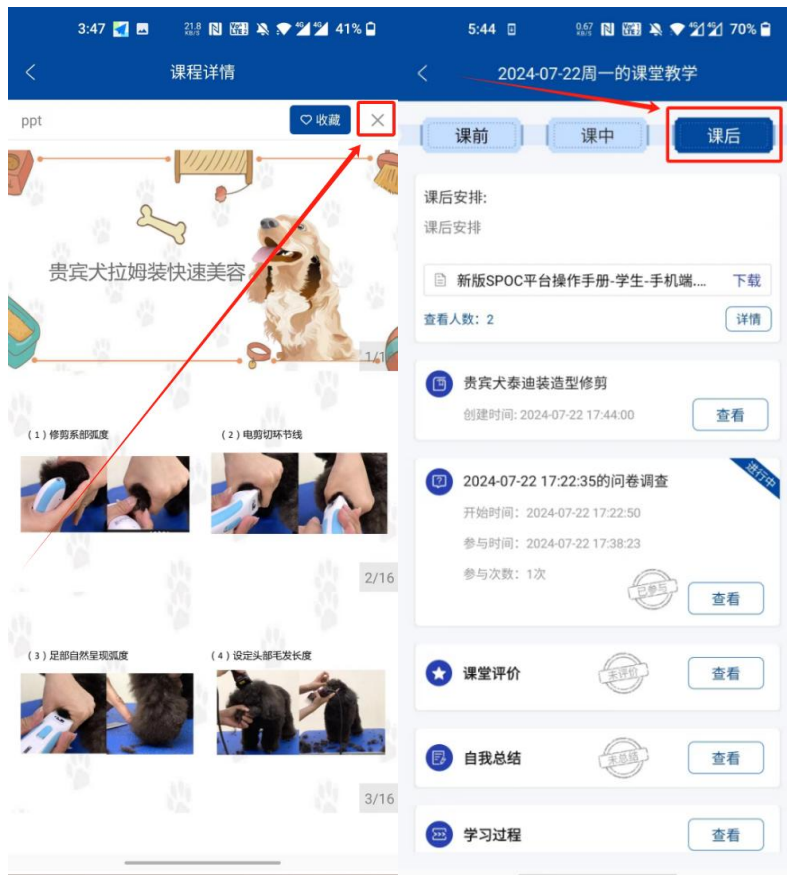 3:47 21.8 KB/S 4G 4G 41%
课程详情
ppt
收藏
贵宾犬拉姆装快速美容
1/1
(1)修剪系部弧度
(2)电剪切环节线
2/16
(3)足部自然呈现弧度
(4)设定头部毛发长度
3/16
5:44 0.67 KB/S 4G 4G 70%
2024-07-22周一的课堂教学
课前
课中
课后
课后安排:
课后安排
新版SPOC平台操作手册-学生-手机端.... 下载
查看人数: 2
详情
贵宾犬泰迪装造型修剪
创建时间: 2024-07-22 17:44:00
查看
进行中
2024-07-22 17:22:35的问卷调查
开始时间: 2024-07-22 17:22:50
参与时间: 2024-07-22 17:38:23
参与次数: 1次
已参与
查看
课堂评价
未评价
查看
自我总结
未总结
查看
学习过程
查看